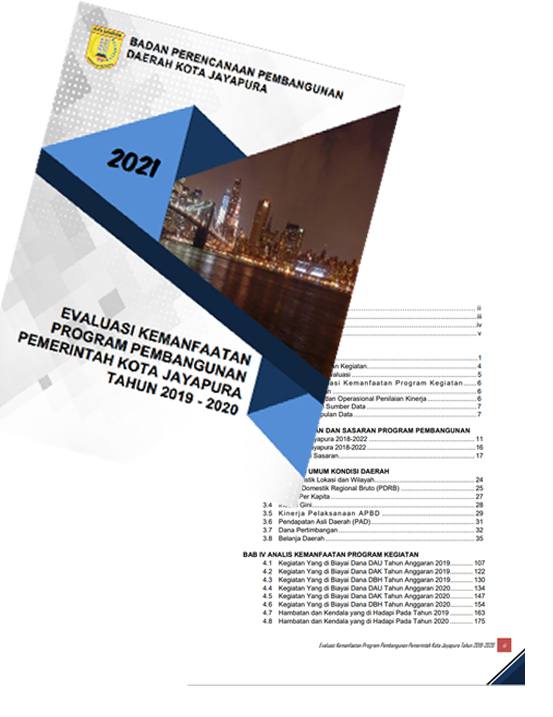 BADAN PERENCANAAN PEMBANGUNAN
DAERAH KOTA JAYAPURA
2021
EVALUASI KEMANFAATAN
PROGRAM PEMBANGUNAN
PEMERINTAH KOTA JAYAPURA
TAHUN 2019 - 2020
ii
iii
iv
v
1
an Kegiatan 4
valuasi 5
asi Kemanfaatan Program Kegiatan 6
an 6
dan Operasional Penilaian Kinerja 6
Sumber Data 7
pulan Data 7
AN DAN SASARAN PROGRAM PEMBANGUNAN
ayapura 2018-2022 11
yapura 2018-2022 16
Sasaran 17
UMUM KONDISI DAERAH
stik Lokasi dan Wilayah 24
Domestik Regional Bruto (PDRB) 25
Per Kapita 27
3.4 Gini 28
3.5 Kinerja Pelaksanaan APBD 29
3.6 Pendapatan Asli Daerah (PAD) 31
3.7 Dana Pertimbangan 32
3.8 Belanja Daerah 35
BAB IV ANALIS KEMANFAATAN PROGRAM KEGIATAN
4.1 Kegiatan Yang di Biayai Dana DAU Tahun Anggaran 2019 107
4.2 Kegiatan Yang di Biayai Dana DAK Tahun Anggaran 2019 122
4.3 Kegiatan Yang di Biayai Dana DBH Tahun Anggaran 2019 130
4.4 Kegiatan Yang di Biayai Dana DAU Tahun Anggaran 2020 134
4.5 Kegiatan Yang di Biayai Dana DAK Tahun Anggaran 2020 147
4.6 Kegiatan Yang di Biayai Dana DBH Tahun Anggaran 2020 154
4.7 Hambatan dan Kendala yang di Hadapi Pada Tahun 2019 163
4.8 Hambatan dan Kendala yang di Hadapi Pada Tahun 2020 175
Evaluasi Kemanfaatan Program Pembangunan Pemerintah Kota Jayapura Tahun 2019-2020